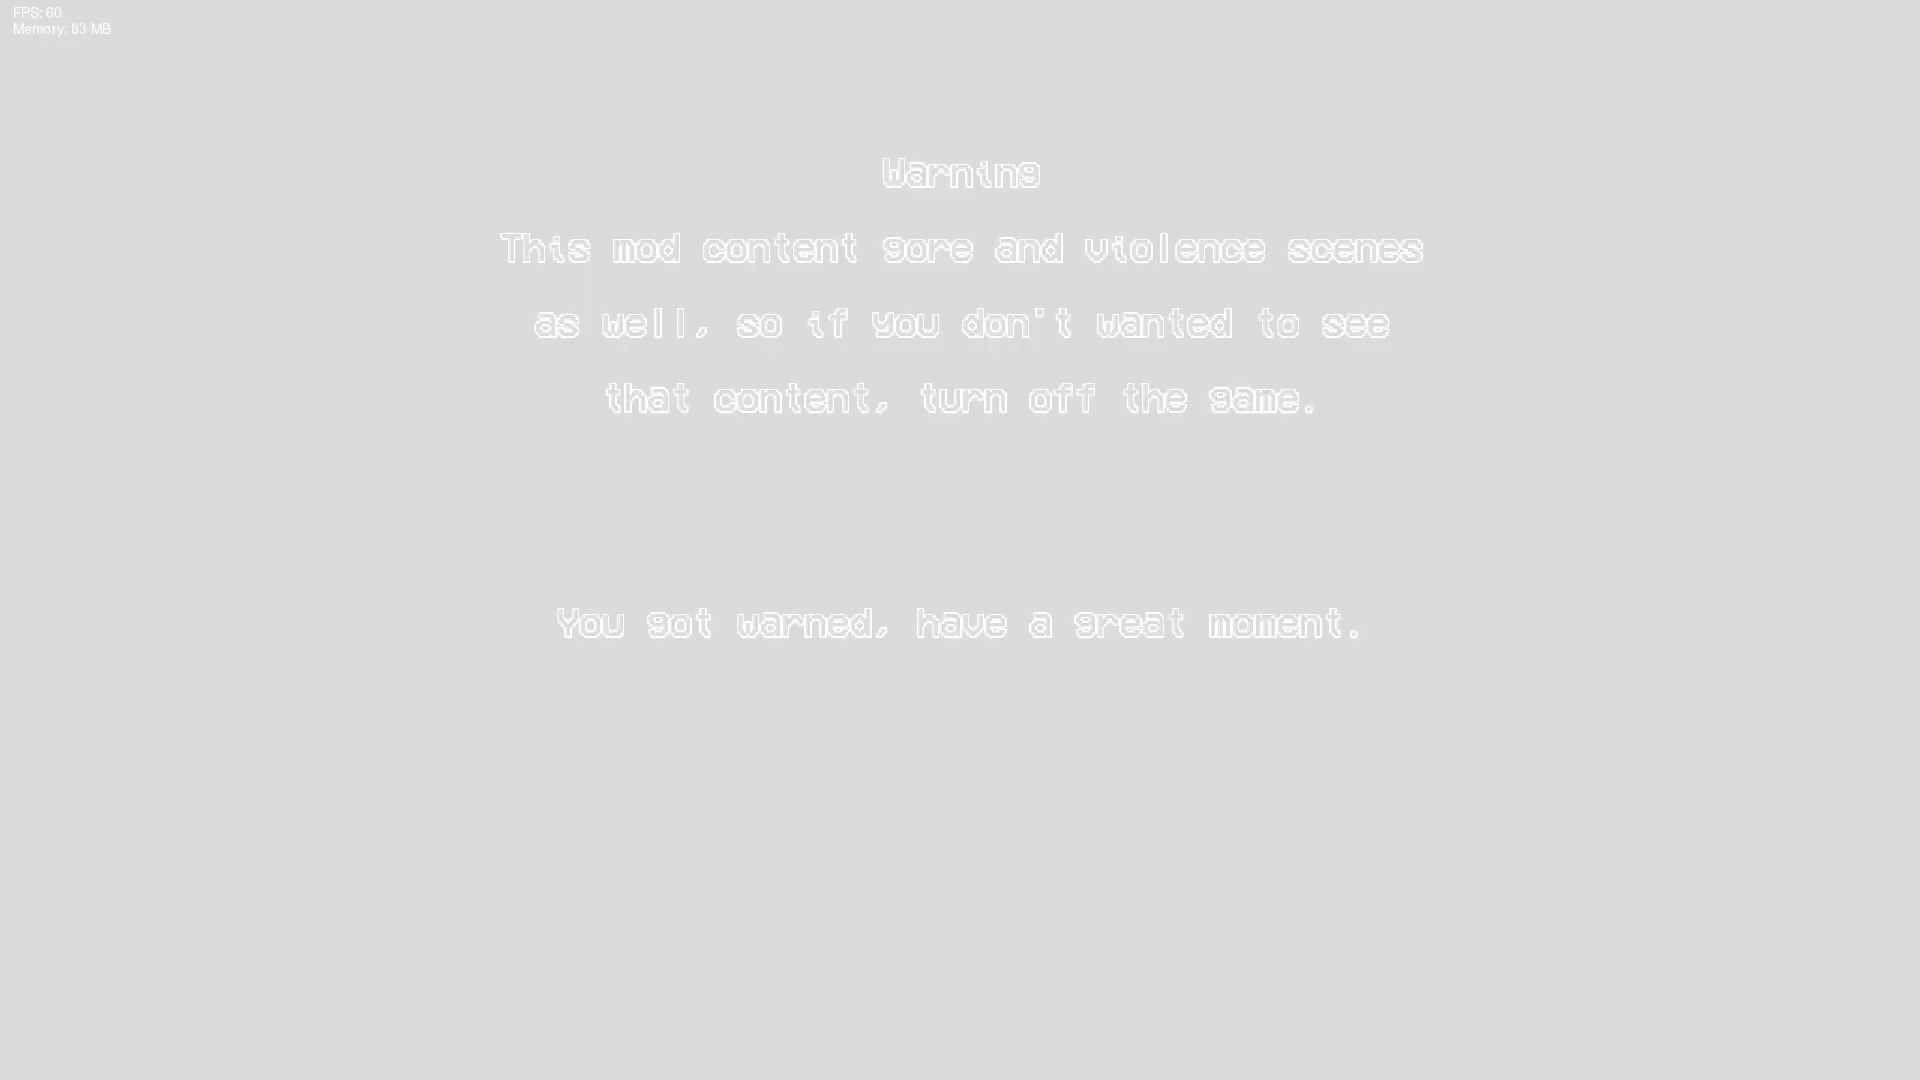 FPS: 60
Memory: 83 MB
Warning
This mod content gore and violence scenes
as well, so if you don't wanted to see
that content, turn off the game.
You got warned, have a great moment.